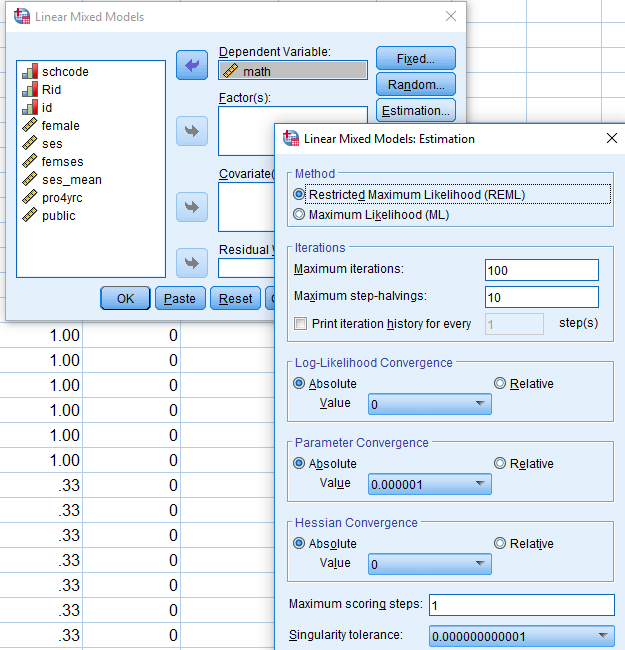 Linear Mixed Models
schcode
Rid
id
female
ses
femses
ses_mean
pro4yrc
public
Dependent Variable:
math
Factor(s):
Covariate(
Residual
Fixed...
Random...
Estimation...
OK
Paste
Reset
1.00 0
1.00 0
1.00 0
1.00 0
1.00 0
1.00 0
.33 0
.33 0
.33 0
.33 0
.33 0
.33 0
.33 0
Linear Mixed Models: Estimation
Method
Restricted Maximum Likelihood (REML)
Maximum Likelihood (ML)
Iterations
Maximum iterations: 100
Maximum step-halvings: 10
Print iteration history for every 1 step(s)
Log-Likelihood Convergence
Absolute Relative
Value 0
Parameter Convergence
Absolute Relative
Value 0.000001
Hessian Convergence
Absolute Relative
Value 0
Maximum scoring steps: 1
Singularity tolerance: 0.000000000001